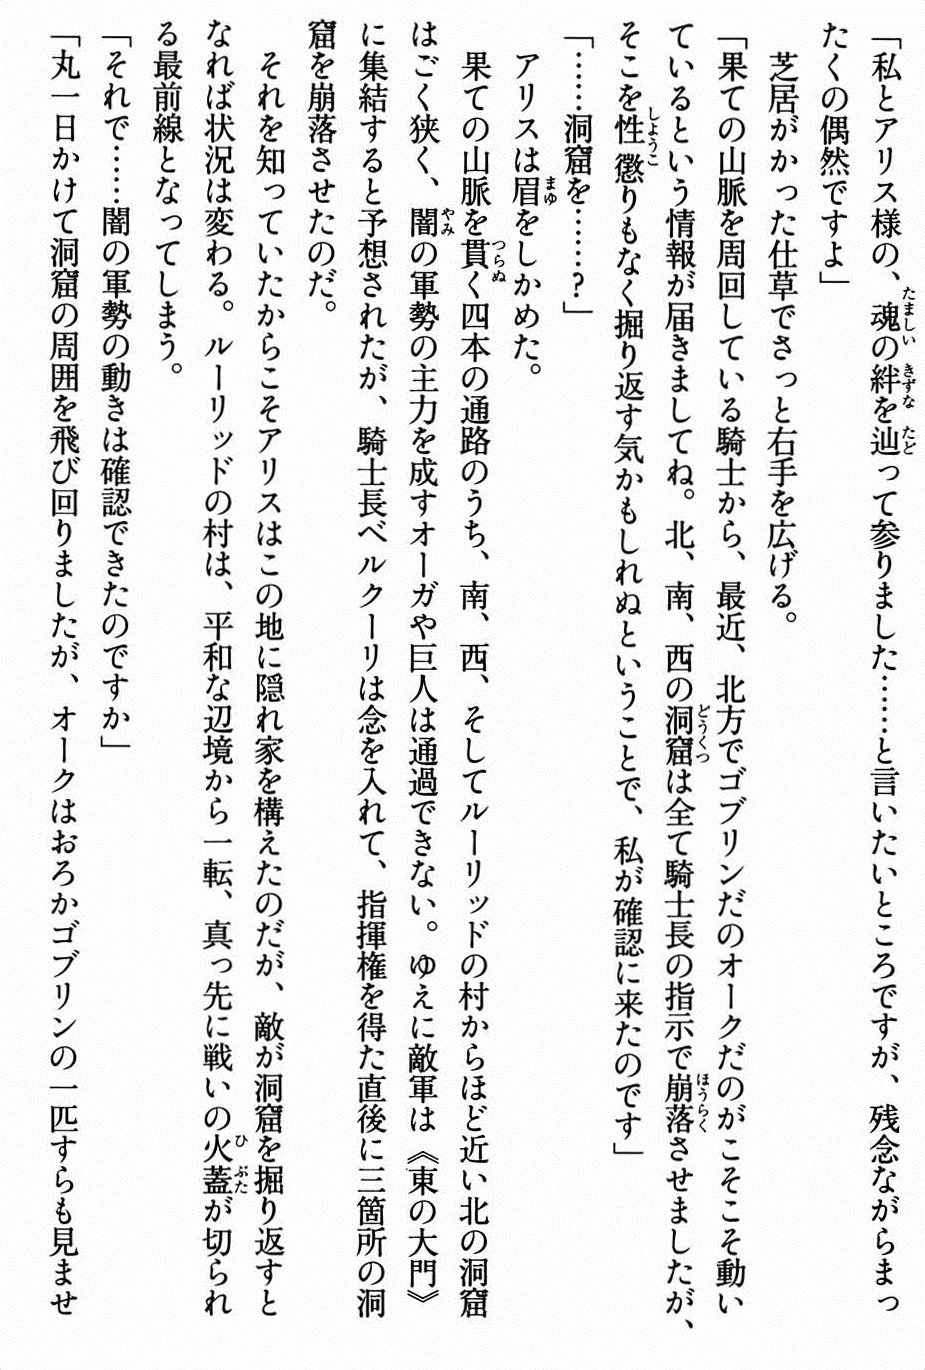 「私とアリス様の、魂の絆を辿って参りました……と言いたいところですが、残念ながらまっ
たくの偶然ですよ」
芝居がかった仕草でさっと右手を広げる。
「果ての山脈を周回している騎士から、最近、北方でゴブリンだのオークだのがこそこそ動い
ているという情報が届きましてね。北、南、西の洞窟は全て騎士長の指示で崩落させましたが、
そこを性懲りもなく掘り返す気かもしれぬということで、私が確認に来たのです」
「……洞窟を……?」
アリスは眉をしかめた。
果ての山脈を貫く四本の通路のうち、南、西、そしてルーリッドの村からほど近い北の洞窟
はごく狭く、闇の軍勢の主力を成すオーガや巨人は通過できない。ゆえに敵軍は《東の大門》
に集結すると予想されたが、騎士長ベルクーリは念を入れて、指揮権を得た直後に三箇所の洞
窟を崩落させたのだ。
それを知っていたからこそアリスはこの地に隠れ家を構えたのだが、敵が洞窟を掘り返すと
なれば状況は変わる。ルーリッドの村は、平和な辺境から一転、真っ先に戦いの火蓋が切られ
る最前線となってしまう。
「それで……闇の軍勢の動きは確認できたのですか」
「丸一日かけて洞窟の周囲を飛び回りましたが、オークはおろかゴブリンの一匹すらも見ませ